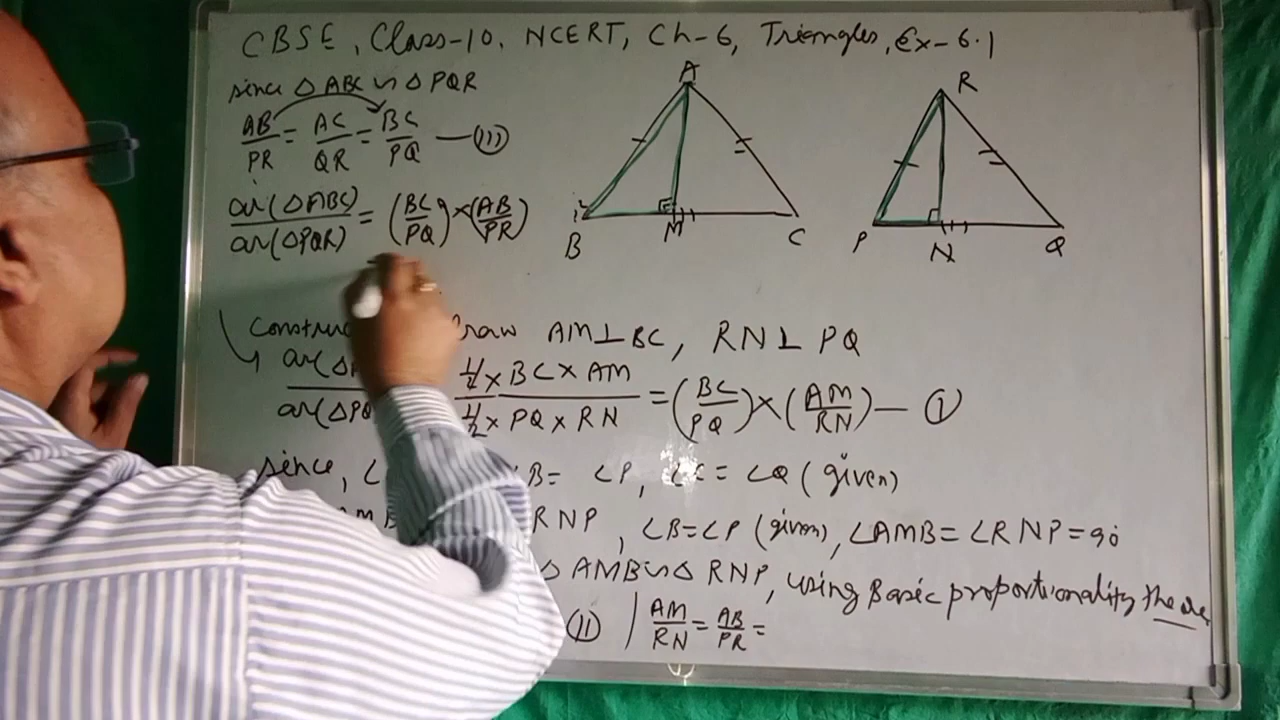 CBSE, Class-10, NCERT, Ch-6, Triangles, Ex-6.1
since △ABC ∽ △PQR
AB/PR = AC/QR = BC/PQ — (III)
ar(△ABC)/ar(△PQR) = (BC/PQ) × (AB/PR)
A
B
M
C
R
P
N
Q
draw AM⊥BC, RN⊥PQ
1/2 × BC × AM / 1/2 × PQ × RN = (BC/PQ) × (AM/RN) — (I)
since, ∠ B = ∠P, ∠C = ∠Q (given)
RNP, ∠B=∠P (given), ∠AMB = ∠RNP = 90°
△AMB ∽ △RNP, using Basic proportionality
(II) | AM/RN = AB/PR =